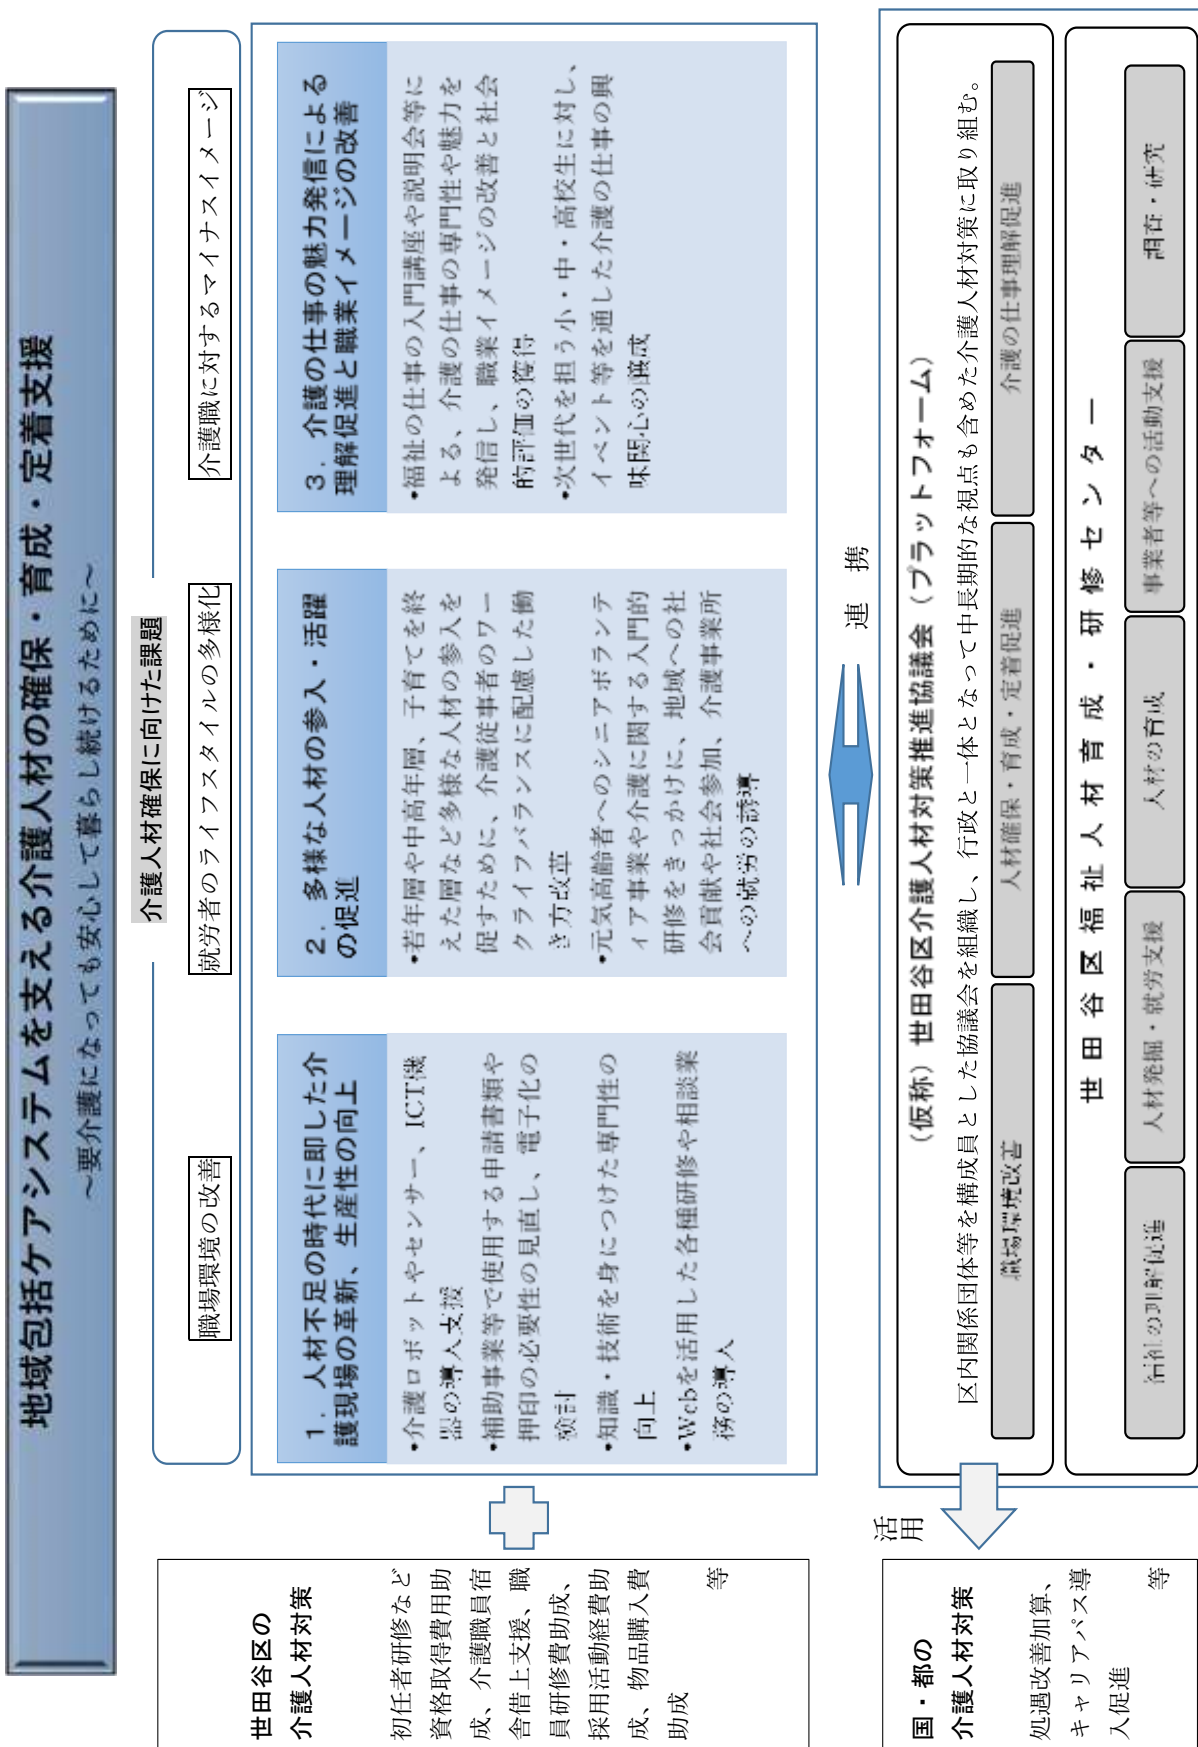 地域包括ケアシステムを支える介護人材の確保・育成・定着支援
～要介護になっても安心して暮らし続けるために～
介護人材確保に向けた課題
職場環境の改善
就労者のライフスタイルの多様化
介護職に対するマイナスイメージ
1．人材不足の時代に即した介
護現場の革新、生産性の向上
•介護ロボットやセンサー、ICT機
器の導入支援
•補助事業等で使用する申請書類や
押印の必要性の見直し、電子化の
検討
•知識・技術を身につけた専門性の
向上
•Webを活用した各種研修や相談業
務の導入
2．多様な人材の参入・活躍
の促進
•若年層や中高年層、子育てを終
えた層など多様な人材の参入を
促すために、介護従事者のワー
クライフバランスに配慮した働
き方改革
•元気高齢者へのシニアボランテ
ィア事業や介護に関する入門的
研修をきっかけに、地域への社
会貢献や社会参加、介護事業所
への就労の誘導
3．介護の仕事の魅力発信による
理解促進と職業イメージの改善
•福祉の仕事の入門講座や説明会等に
よる、介護の仕事の専門性や魅力を
発信し、職業イメージの改善と社会
的評価の獲得
•次世代を担う小・中・高校生に対し、
イベント等を通した介護の仕事の興
味関心の醸成
世田谷区の
介護人材対策
初任者研修など
資格取得費用助
成、介護職員宿
舎借上支援、職
員研修費助成、
採用活動経費助
成、物品購入費
助成
等
連 携
活
用
国・都の
介護人材対策
処遇改善加算、
キャリアパス導
入促進
等
（仮称）世田谷区介護人材対策推進協議会（プラットフォーム）
区内関係団体等を構成員とした協議会を組織し、行政と一体となって中長期的な視点も含めた介護人材対策に取り組む。
職場環境改善
人材確保・育成・定着促進
介護の仕事理解促進
世田谷区福祉人材育成・研修センター
福祉の理解促進
人材発掘・就労支援
人材の育成
事業者等への活動支援
調査・研究